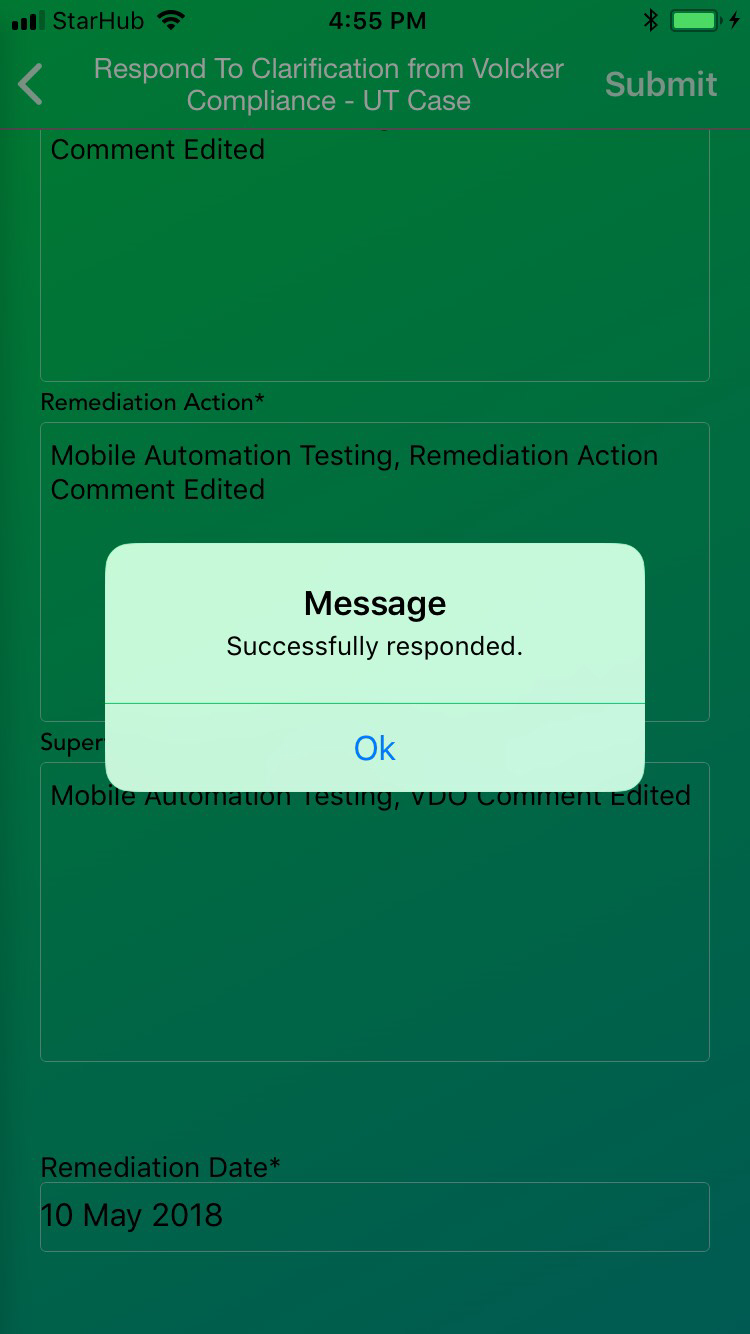 StarHub 4:55 PM
Respond To Clarification from Volcker
Compliance - UT Case
Submit
Comment Edited
Remediation Action*
Mobile Automation Testing, Remediation Action
Comment Edited
Message
Successfully responded.
Ok
Super
Mobile Automation Testing, VDO Comment Edited
Remediation Date*
10 May 2018